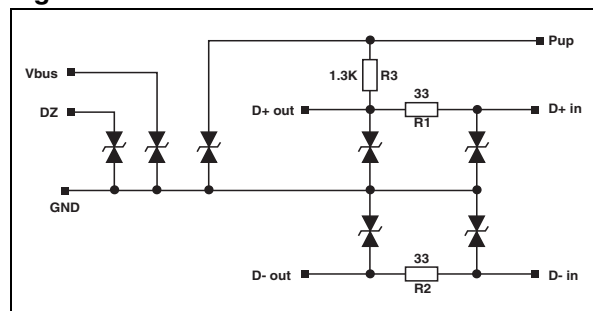 Pup
Vbus
1.3K R3
DZ
33
D+ out
D+ in
R1
GND
33
D- out
D- in
R2